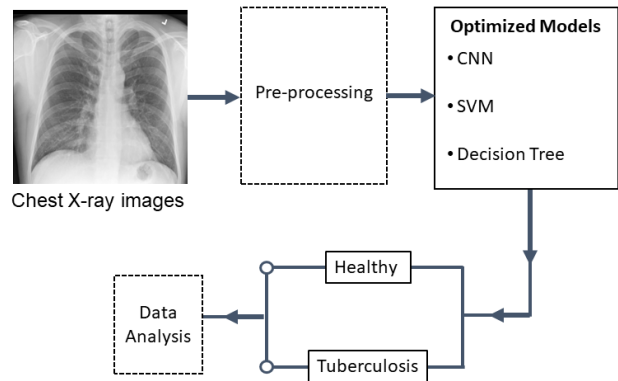 Chest X-ray images
Pre-processing
Optimized Models
• CNN
• SVM
• Decision Tree
Healthy
Tuberculosis
Data
Analysis